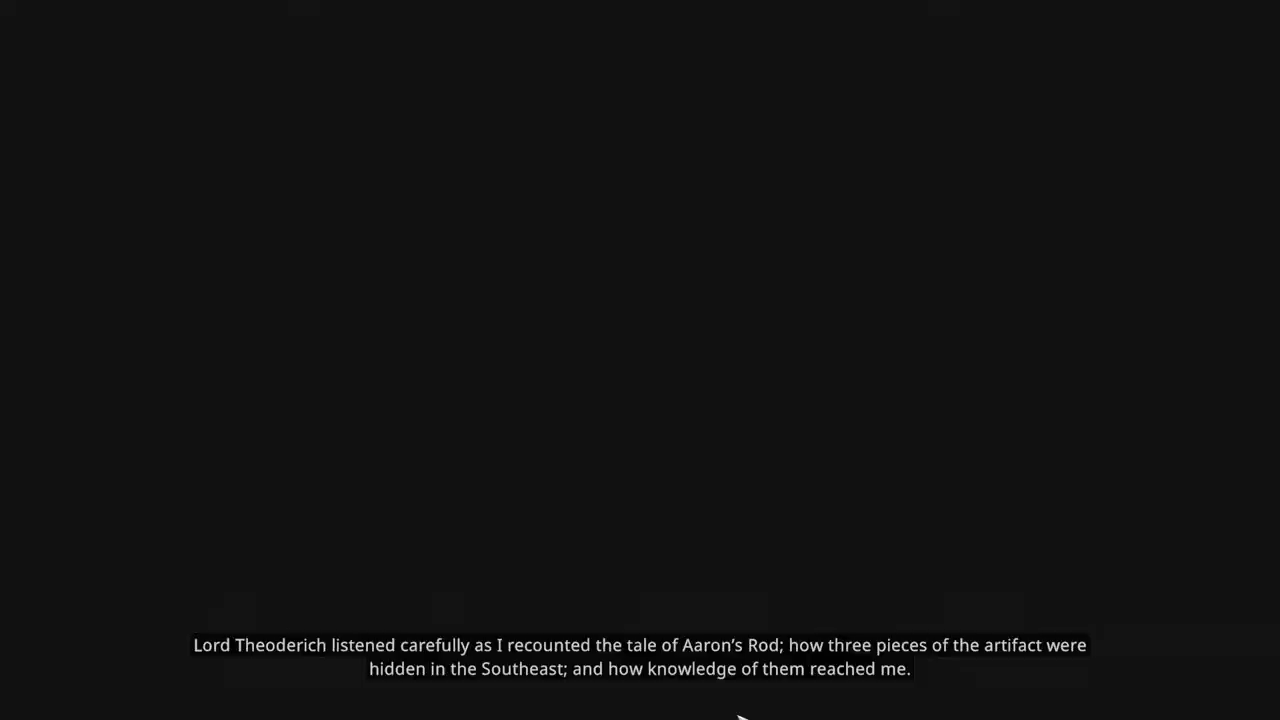 Lord Theoderich listened carefully as I recounted the tale of Aaron’s Rod; how three pieces of the artifact were
hidden in the Southeast; and how knowledge of them reached me.